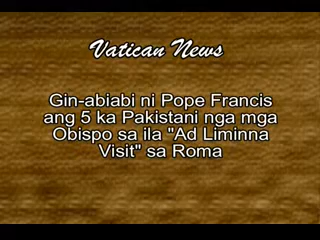 Vatican News
Gin-abiabi ni Pope Francis
ang 5 ka Pakistani nga mga
Obispo sa ila "Ad Liminna
Visit" sa Roma